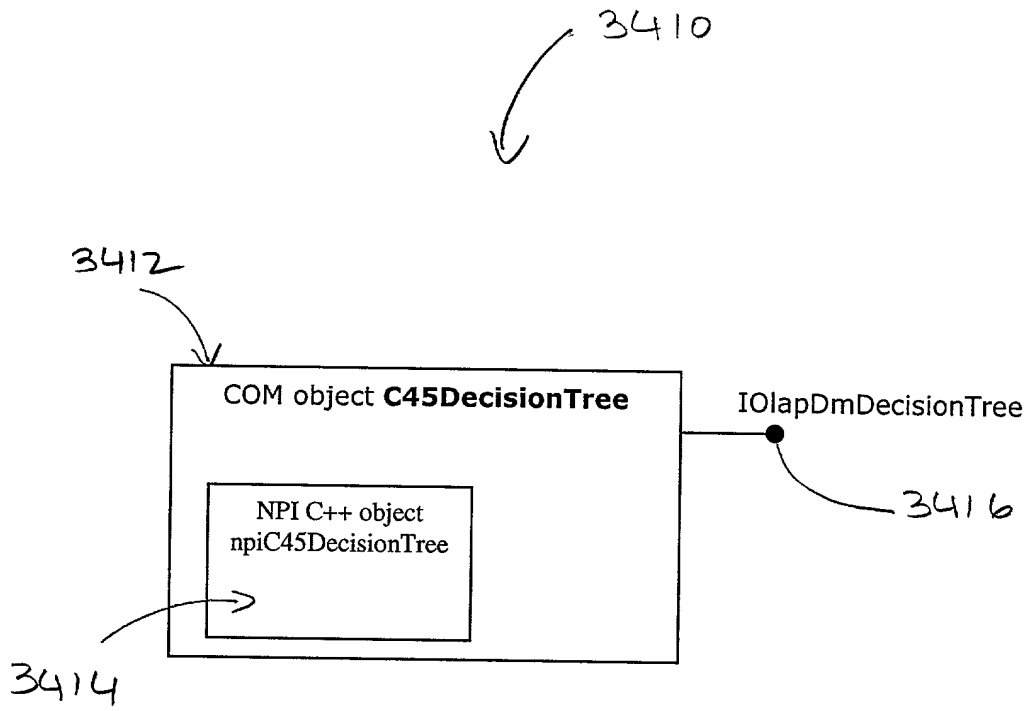 3410
3412
COM object C45DecisionTree
IOlapDmDecisionTree
NPI C++ object
npiC45DecisionTree
3416
3414